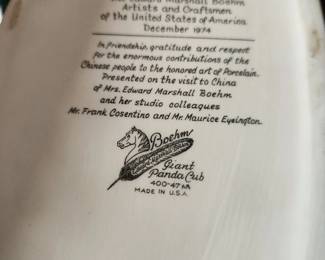 Edward Marshall Boehm
Artists and Craftsmen
of the United States of America
December 1974
In friendship, gratitude and respect
for the enormous contributions of the
Chinese people to the honored art of Porcelain.
Presented on the visit to China
of Mrs. Edward Marshall Boehm
and her studio colleagues
Mr. Frank Cosentino and Mr. Maurice Eyeington.
Boehm
Giant
Panda Cub
400-47
MADE IN U.S.A.